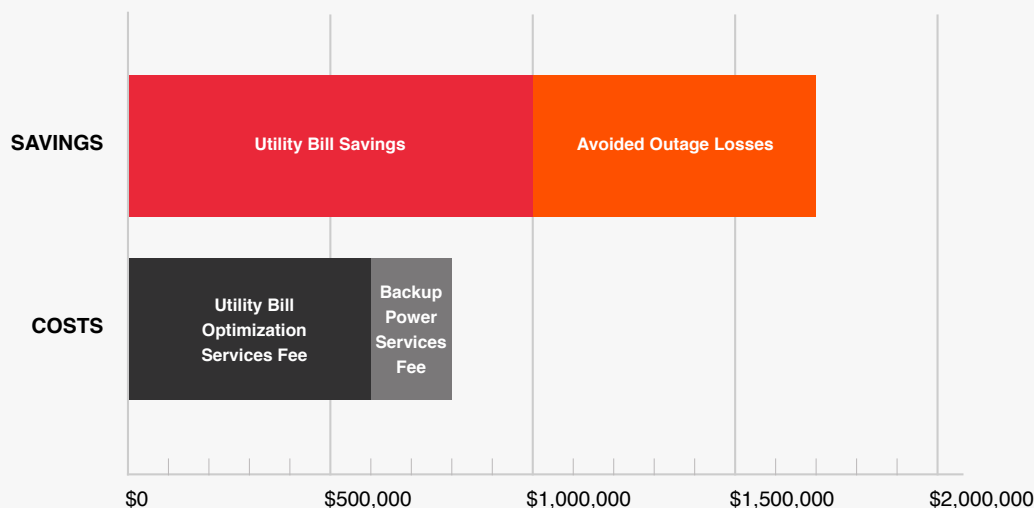 SAVINGS
Utility Bill Savings
Avoided Outage Losses
COSTS
Utility Bill
Optimization
Services Fee
Backup
Power
Services
Fee
$0
$500,000
$1,000,000
$1,500,000
$2,000,000